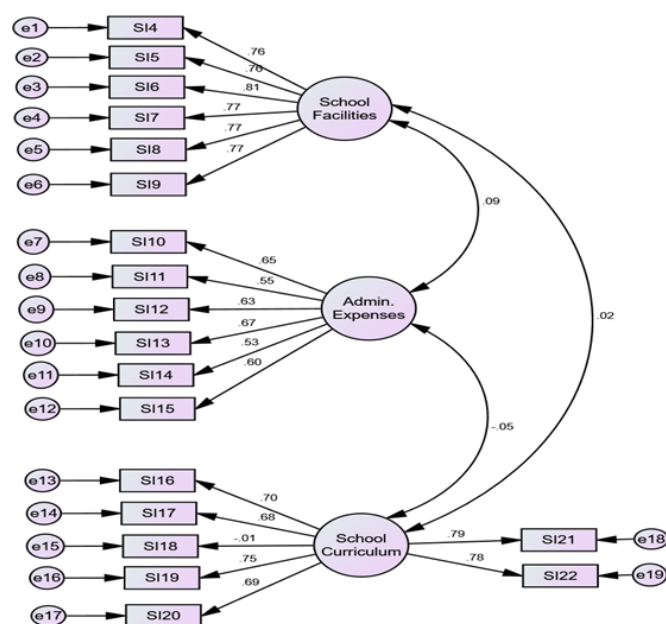 e1 SI4
e2 SI5
e3 SI6
e4 SI7
e5 SI8
e6 SI9
.76
.76
.81
.77
.77
.77
School
Facilities
.09
.02
e7 SI10
e8 SI11
e9 SI12
e10 SI13
e11 SI14
e12 SI15
.65
.55
.63
.67
.53
.60
Admin.
Expenses
-.05
e13 SI16
e14 SI17
e15 SI18
e16 SI19
e17 SI20
.70
.68
-.01
.75
.69
School
Curriculum
.79
.78
SI21 e18
SI22 e19